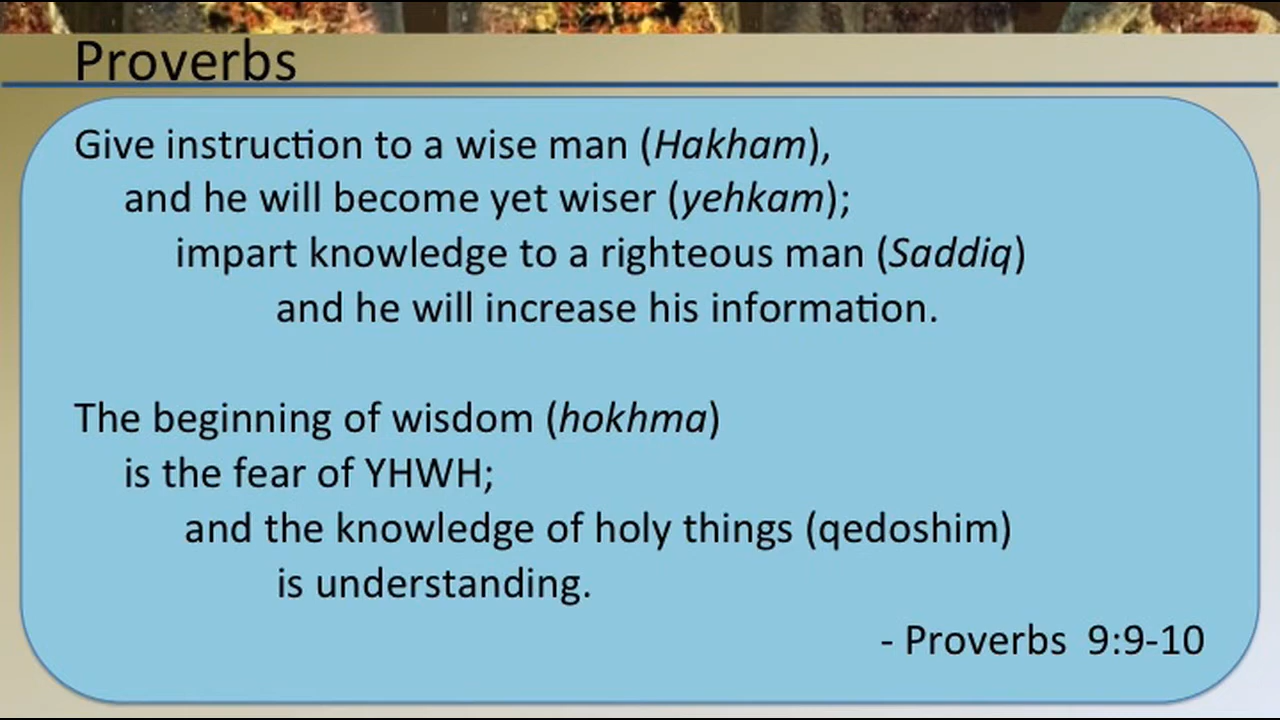 Proverbs
Give instruction to a wise man (Hakham),
and he will become yet wiser (yehkam);
impart knowledge to a righteous man (Saddiq)
and he will increase his information.
The beginning of wisdom (hokhma)
is the fear of YHWH;
and the knowledge of holy things (qedoshim)
is understanding.
- Proverbs 9:9-10